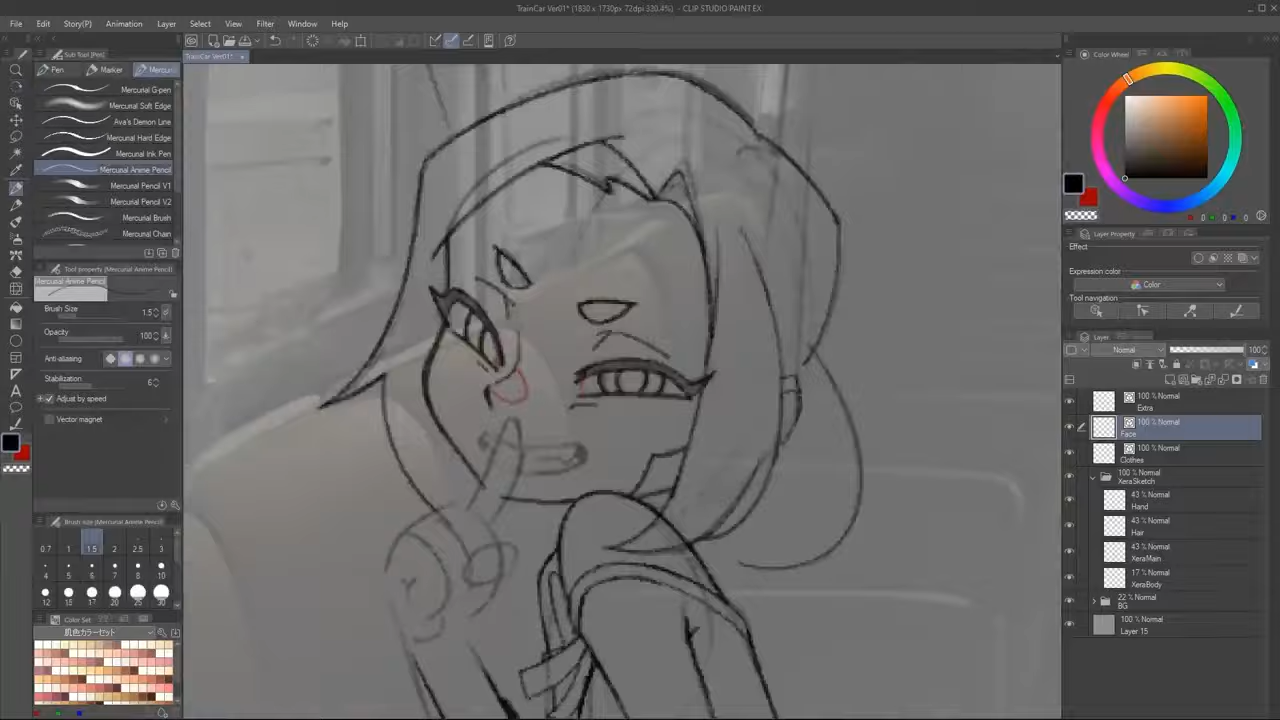 TrainCar Ver01* (1830 x 1730px 72dpi 330.4%) - CLIP STUDIO PAINT EX
File Edit Story(P) Animation Layer Select View Filter Window Help
Sub Tool [Pen]
TrainCar Ver01*
Color Wheel
Pen Marker Mercu
Mercurial G-pen
Mercurial Soft Edge
Ava's Demon Line
Mercurial Hard Edge
Mercurial Ink Pen
Mercurial Anime Pencil
Mercurial Pencil V1
Mercurial Pencil V2
Mercurial Brush
Mercurial Chain
0 0 0
Tool property [Mercurial Anime Pencil]
Mercurial Anime Pencil
Brush Size 1.5
Opacity 100
Anti-aliasing
Stabilization 6
Adjust by speed
Vector magnet
Brush size [Mercurial Anime Pencil]
0.7 1 1.5 2 2.5 3
4 5 6 7 8 10
12 15 17 20 25 30
Color Set
肌色カラーセット
Layer Property
Effect
Expression color
Color
Tool navigation
Layer
Normal 100
100 % Normal
Extra
100 % Normal
Face
100 % Normal
Clothes
100 % Normal
XeraSketch
43 % Normal
Hand
43 % Normal
Hair
43 % Normal
XeraMain
17 % Normal
XeraBody
22 % Normal
BG
100 % Normal
Layer 15